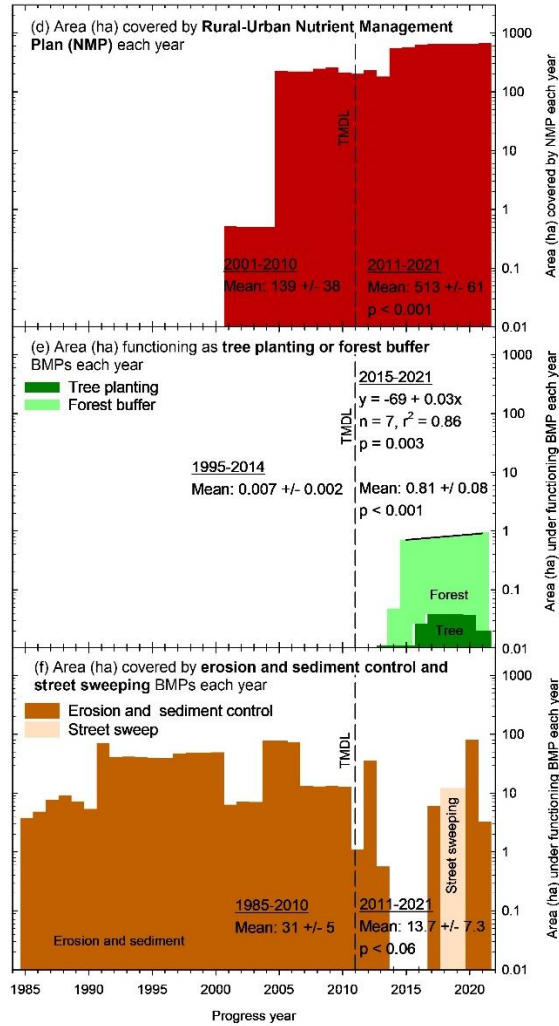 (d) Area (ha) covered by Rural-Urban Nutrient Management
Plan (NMP) each year
1000
100
10
1
0.1
0.01
Area (ha) covered by NMP each year
TMDL
2001-2010
Mean: 139 +/- 38
2011-2021
Mean: 513 +/- 61
p < 0.001
(e) Area (ha) functioning as tree planting or forest buffer
BMPs each year
Tree planting
Forest buffer
TMDL
2015-2021
y = -69 + 0.03x
n = 7, r² = 0.86
p = 0.003
1995-2014
Mean: 0.007 +/- 0.002
Mean: 0.81 +/ 0.08
p < 0.001
Forest
Tree
1000
100
10
1
0.1
0.01
Area (ha) under functioning BMP each year
(f) Area (ha) covered by erosion and sediment control and
street sweeping BMPs each year
Erosion and sediment control
Street sweep
TMDL
Street sweeping
1985-2010
Mean: 31 +/- 5
2011-2021
Mean: 13.7 +/- 7.3
p < 0.06
Erosion and sediment
1000
100
10
1
0.1
0.01
Area (ha) under functioning BMP each year
1985 1990 1995 2000 2005 2010 2015 2020
Progress year